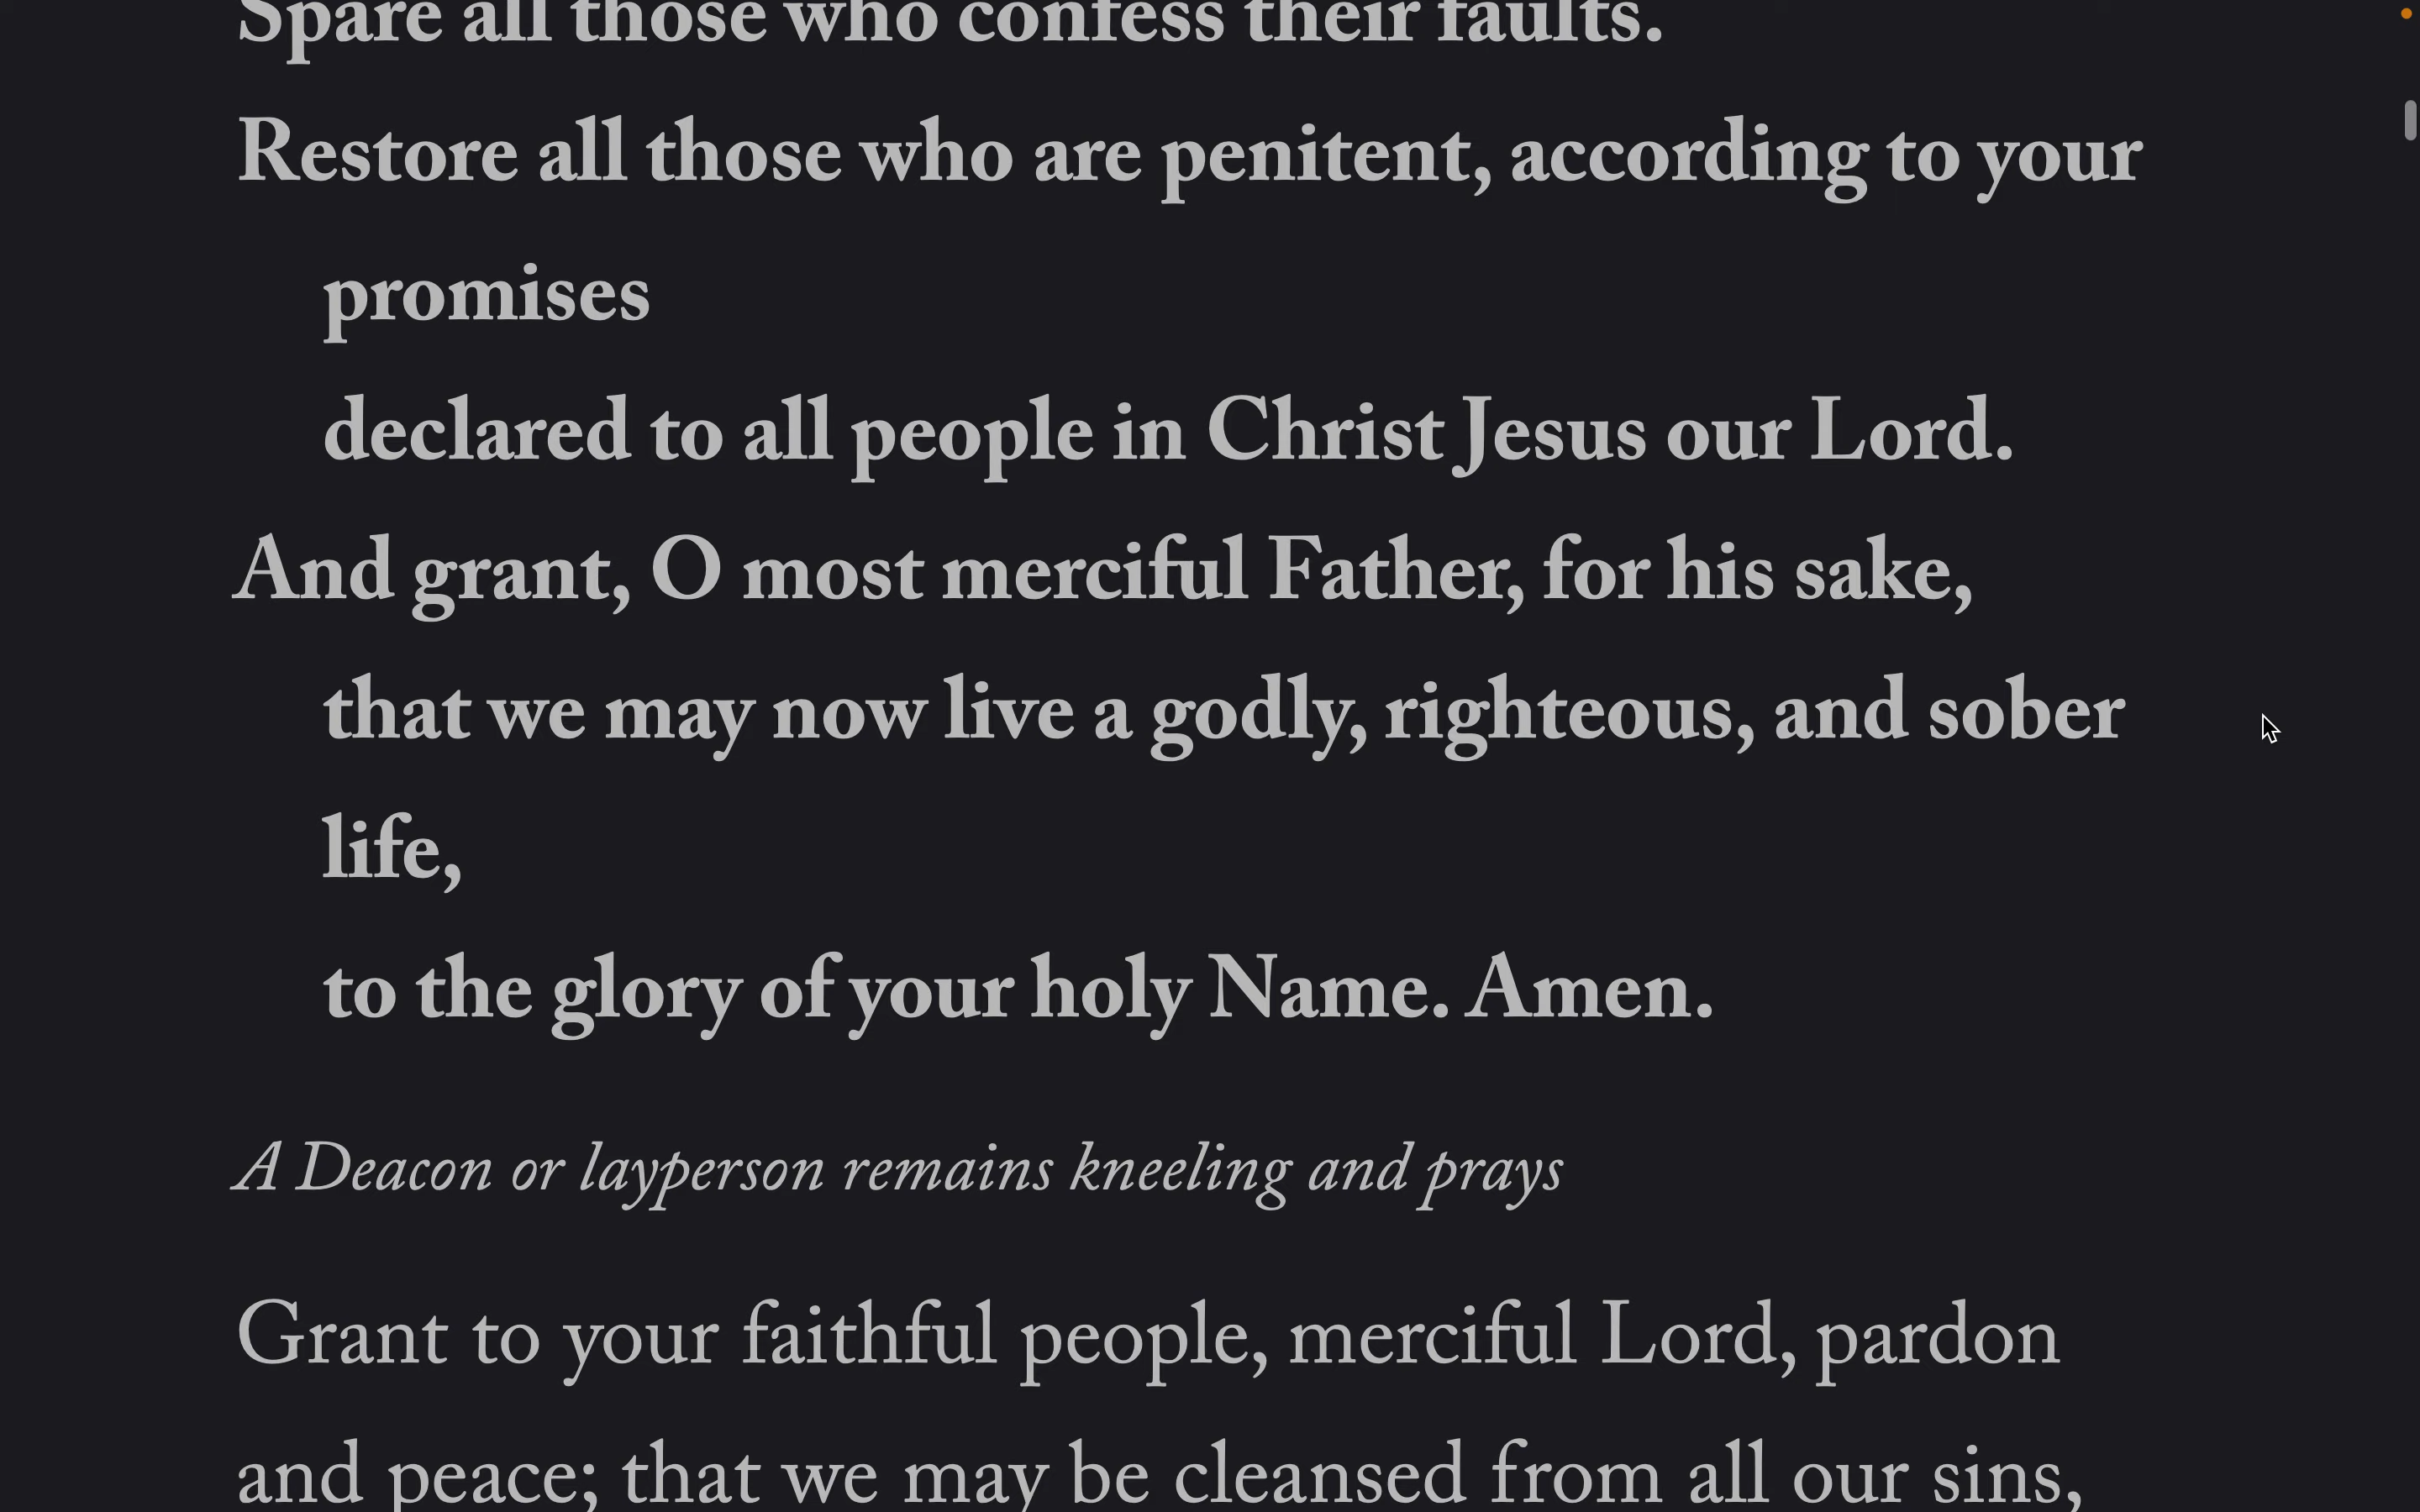 Spare all those who confess their faults.
Restore all those who are penitent, according to your
promises
declared to all people in Christ Jesus our Lord.
And grant, O most merciful Father, for his sake,
that we may now live a godly, righteous, and sober
life,
to the glory of your holy Name. Amen.
A Deacon or layperson remains kneeling and prays
Grant to your faithful people, merciful Lord, pardon
and peace; that we may be cleansed from all our sins,